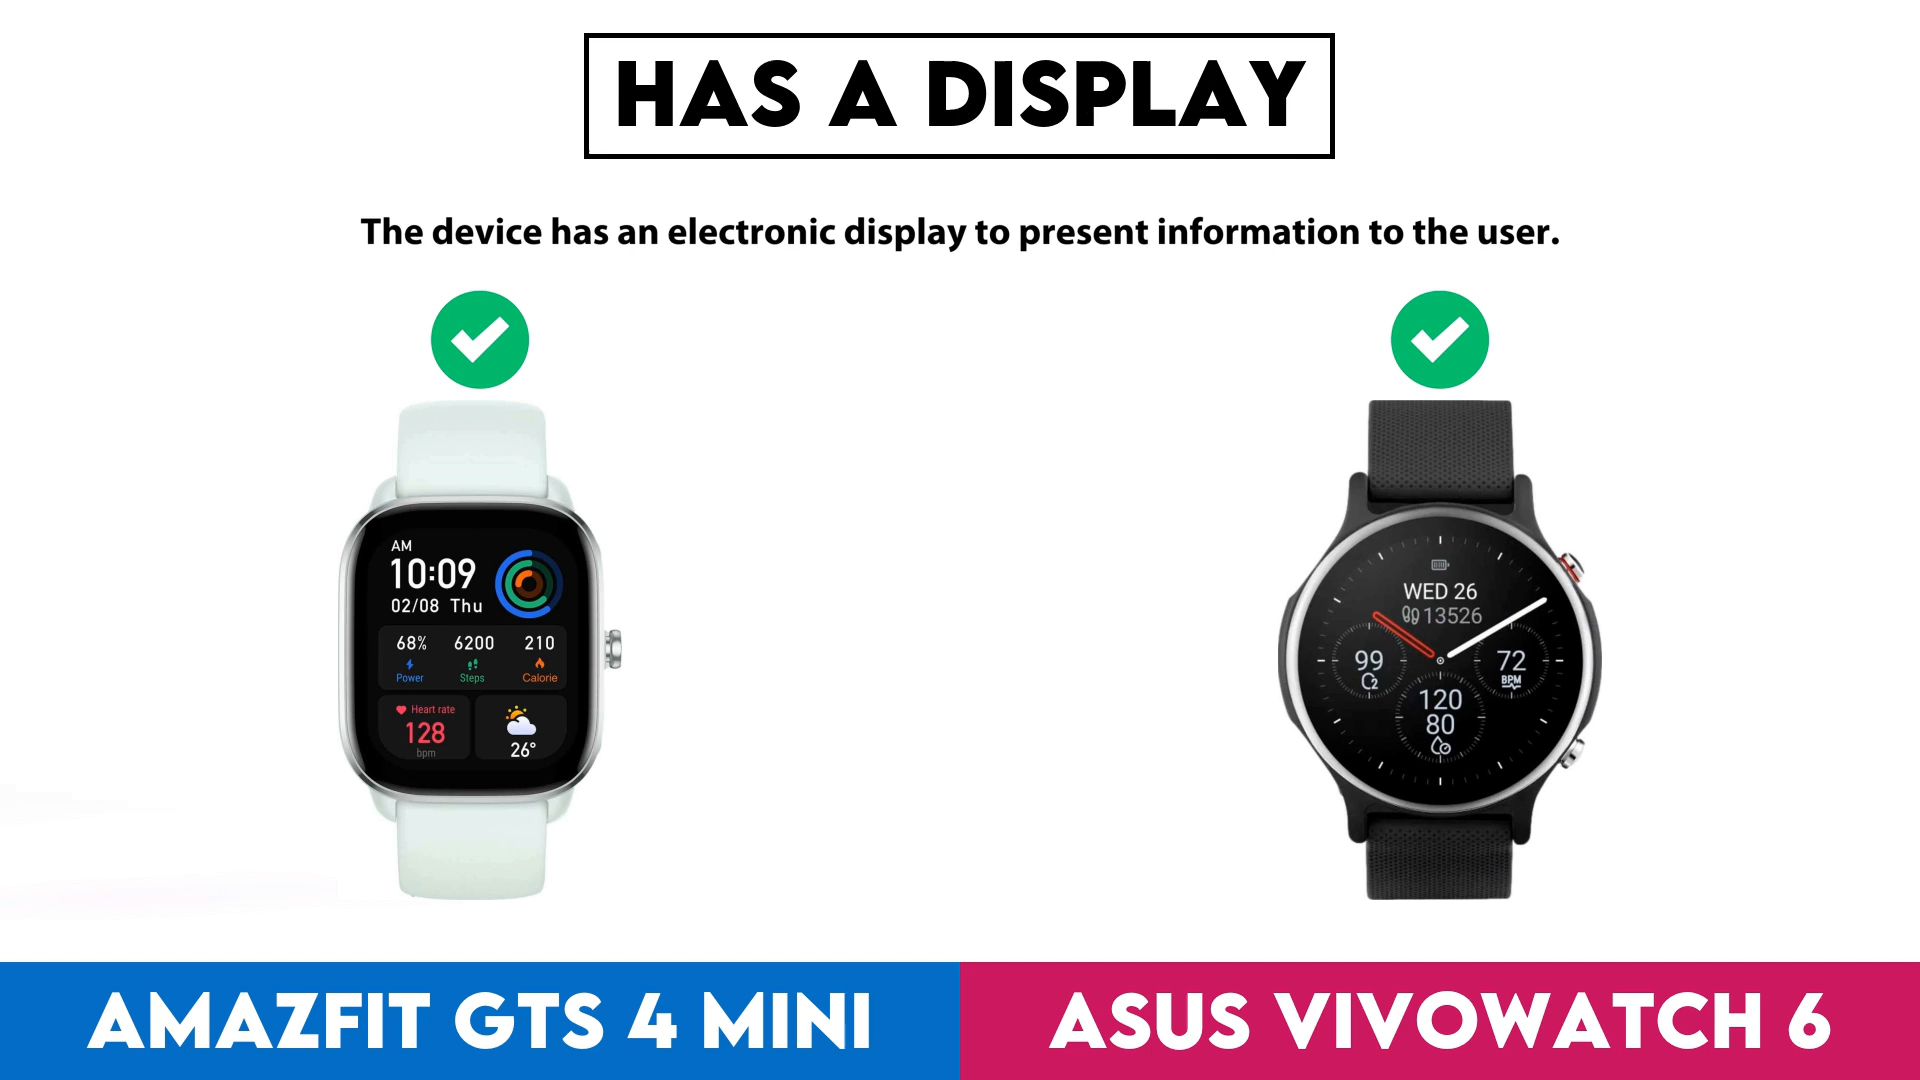 HAS A DISPLAY
The device has an electronic display to present information to the user.
AM
10:09
02/08 Thu
68% 6200 210
Power Steps Calorie
Heart rate
128
bpm
26°
WED 26
13526
99
72
BPM
120
80
AMAZFIT GTS 4 MINI
ASUS VIVOWATCH 6